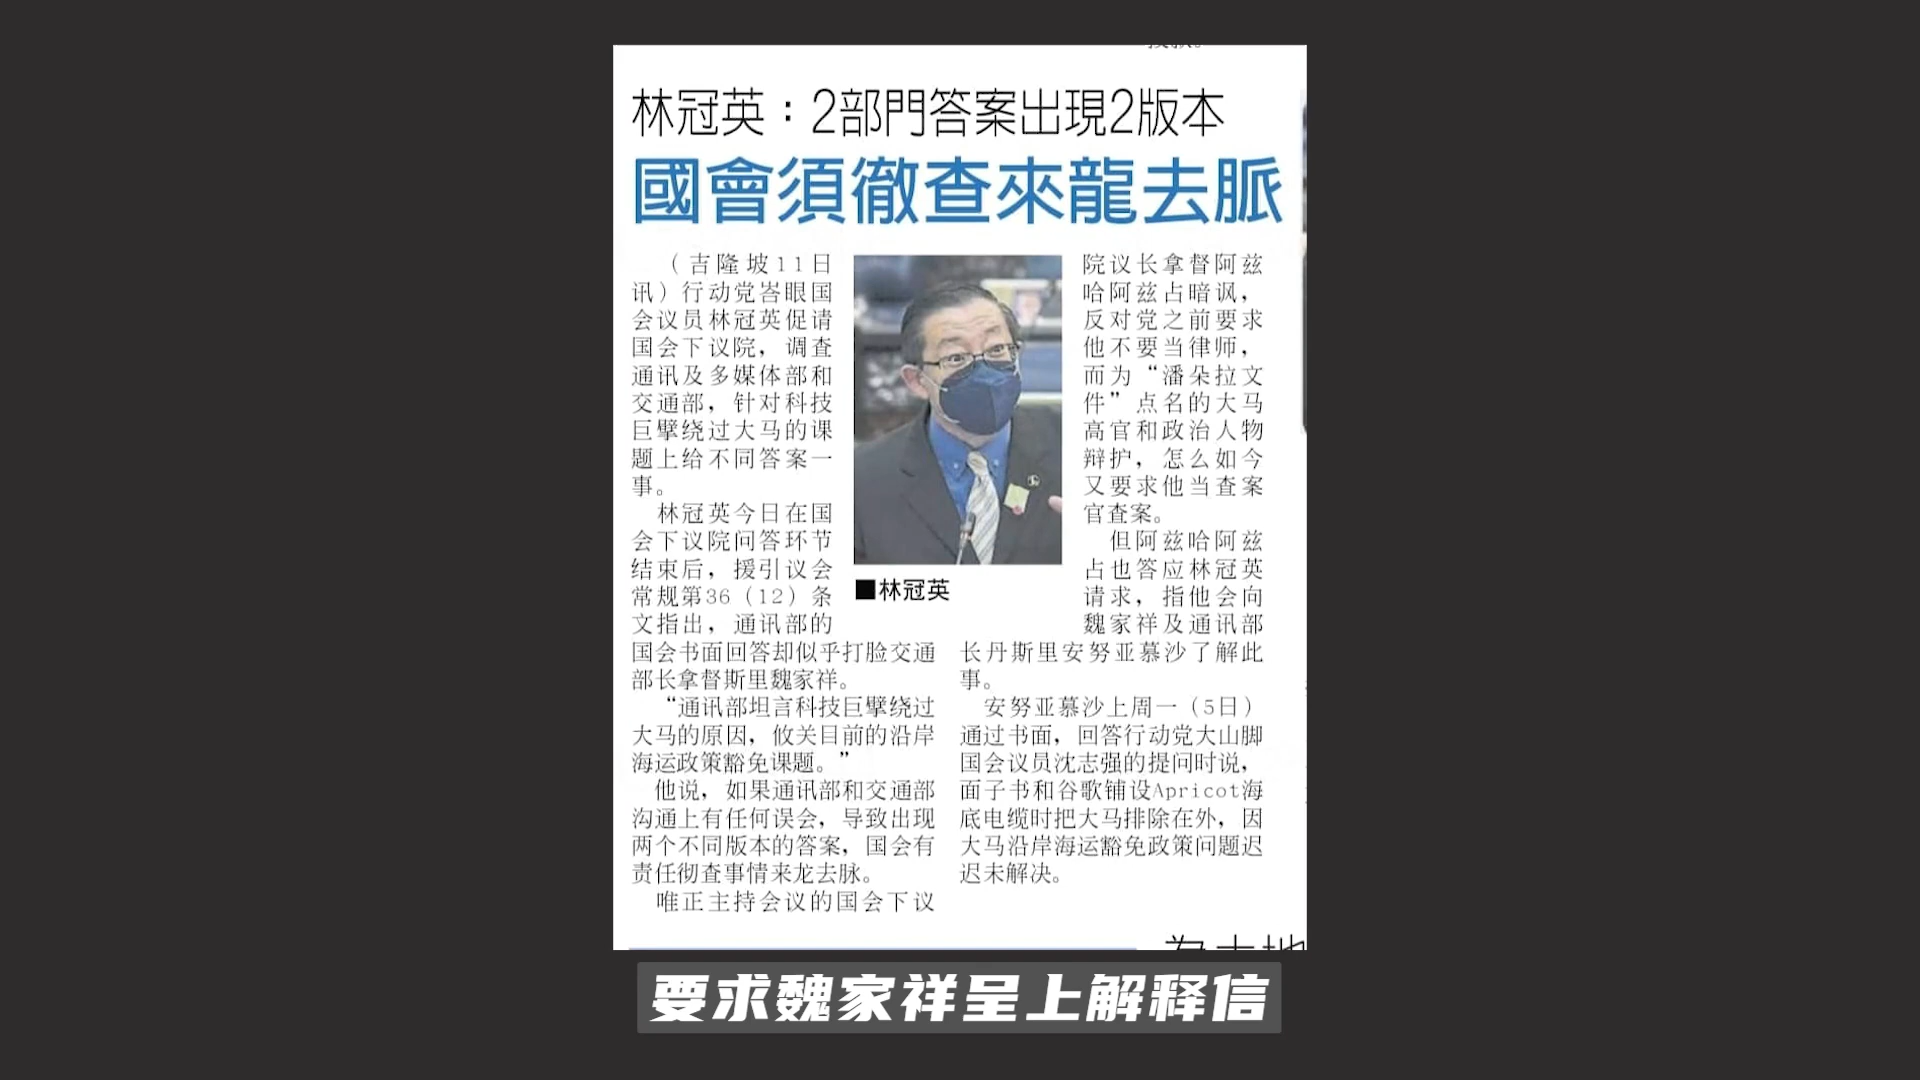 林冠英：2部門答案出現2版本
國會須徹查來龍去脈
（吉隆坡11日
讯）行动党峇眼国
会议员林冠英促请
国会下议院，调查
通讯及多媒体部和
交通部，针对科技
巨擘绕过大马的课
题上给不同答案一
事。
林冠英今日在国
会下议院问答环节
结束后，援引议会
常规第36（12）条
文指出，通讯部的
国会书面回答却似乎打脸交通
部长拿督斯里魏家祥。
“通讯部坦言科技巨擘绕过
大马的原因，攸关目前的沿岸
海运政策豁免课题。”
他说，如果通讯部和交通部
沟通上有任何误会，导致出现
两个不同版本的答案，国会有
责任彻查事情来龙去脉。
唯正主持会议的国会下议
■林冠英
院议长拿督阿兹
哈阿兹占暗讽，
反对党之前要求
他不要当律师，
而为“潘朵拉文
件”点名的大马
高官和政治人物
辩护，怎么如今
又要求他当查案
官查案。
但阿兹哈阿兹
占也答应林冠英
请求，指他会向
魏家祥及通讯部
长丹斯里安努亚慕沙了解此
事。
安努亚慕沙上周一（5日）
通过书面，回答行动党大山脚
国会议员沈志强的提问时说，
面子书和谷歌铺设Apricot海
底电缆时把大马排除在外，因
大马沿岸海运豁免政策问题迟
迟未解决。
要求魏家祥呈上解释信